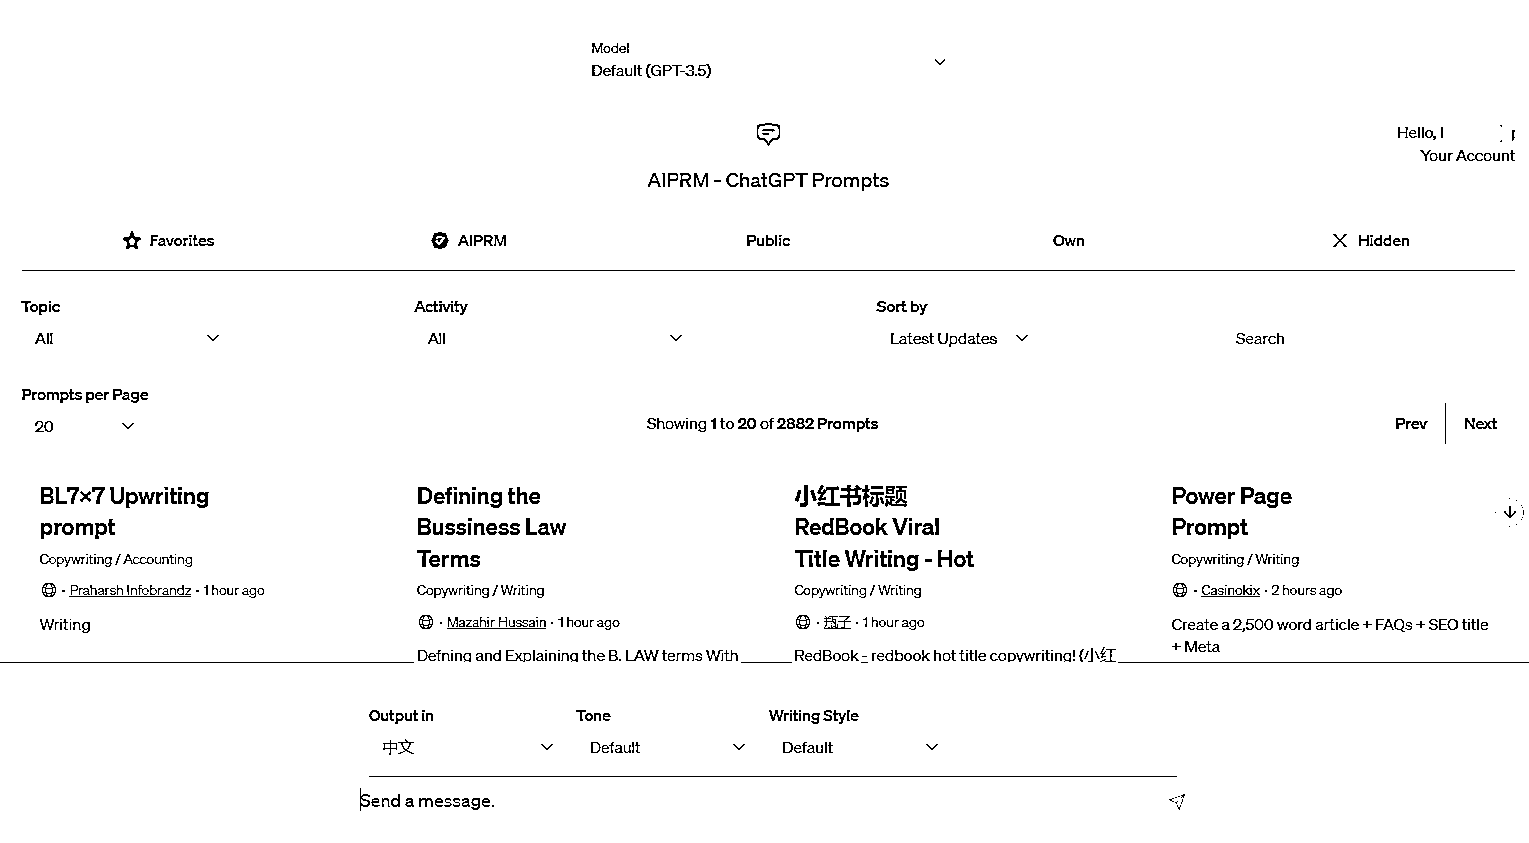 Model
Default (GPT-3.5)
Hello, I
Your Account
AIPRM - ChatGPT Prompts
Favorites
AIPRM
Public
Own
Hidden
Topic
All
Activity
All
Sort by
Latest Updates
Search
Prompts per Page
20
Showing 1 to 20 of 2882 Prompts
Prev
Next
BL7x7 Upwriting
prompt
Copywriting / Accounting
· Praharsh Infobrandz · 1 hour ago
Writing
Defining the
Bussiness Law
Terms
Copywriting / Writing
· Mazahir Hussain · 1 hour ago
Defning and Explaining the B. LAW terms With
小红书标题
RedBook Viral
Title Writing - Hot
Copywriting / Writing
· 瓶子 · 1 hour ago
RedBook - redbook hot title copywriting! {小红
Power Page
Prompt
Copywriting / Writing
· Casinokix · 2 hours ago
Create a 2,500 word article + FAQs + SEO title
+ Meta
Output in
中文
Tone
Default
Writing Style
Default
Send a message.